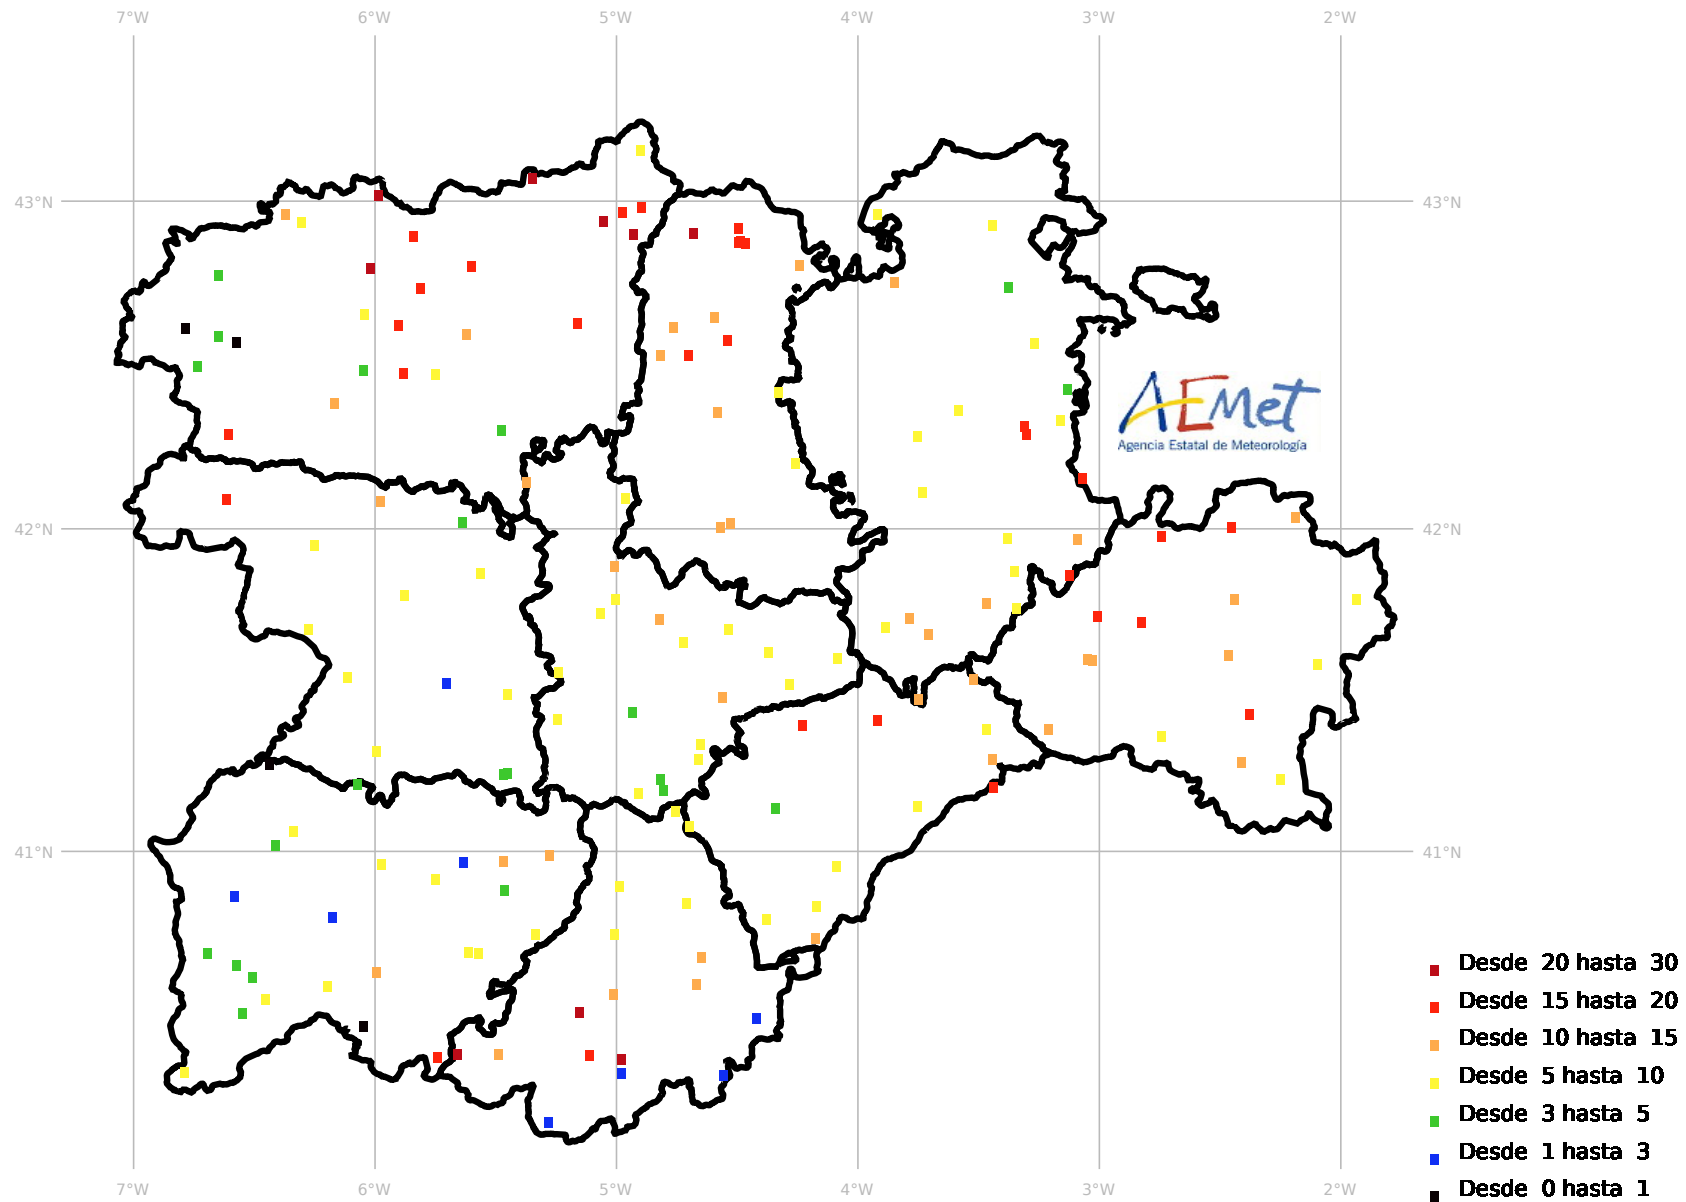 7°W 6°W 5°W 4°W 3°W 2°W
43°N 43°N
AEMet
Agencia Estatal de Meteorología
42°N 42°N
41°N 41°N
Desde 20 hasta 30
Desde 15 hasta 20
Desde 10 hasta 15
Desde 5 hasta 10
Desde 3 hasta 5
Desde 1 hasta 3
Desde 0 hasta 1
7°W 6°W 5°W 4°W 3°W 2°W